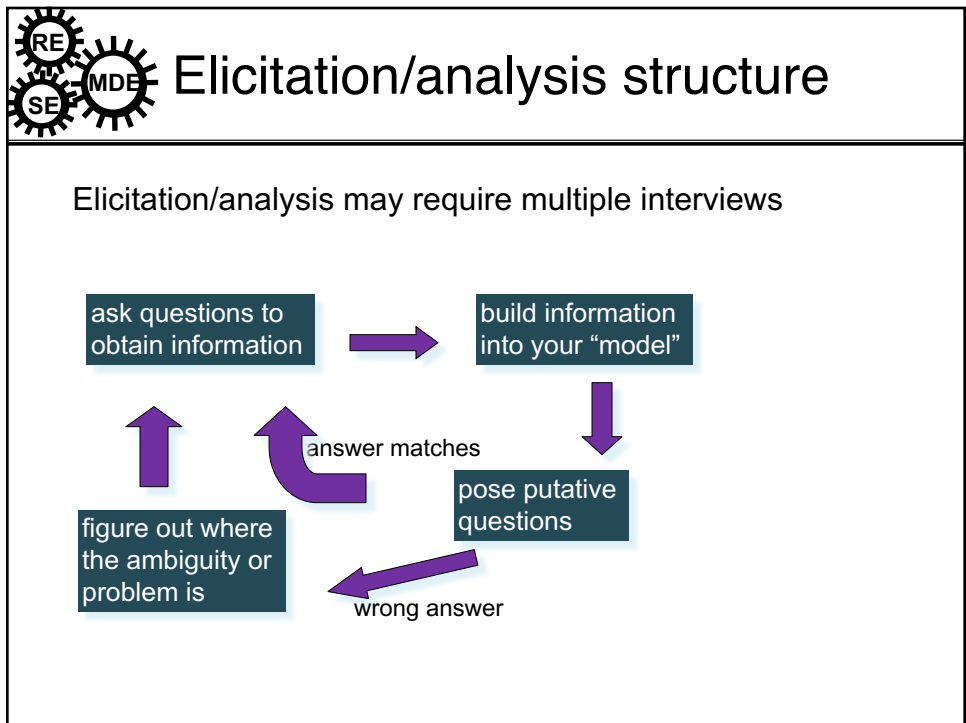 RE
MDE
SE
Elicitation/analysis structure
Elicitation/analysis may require multiple interviews
ask questions to
obtain information
build information
into your “model”
answer matches
pose putative
questions
figure out where
the ambiguity or
problem is
wrong answer